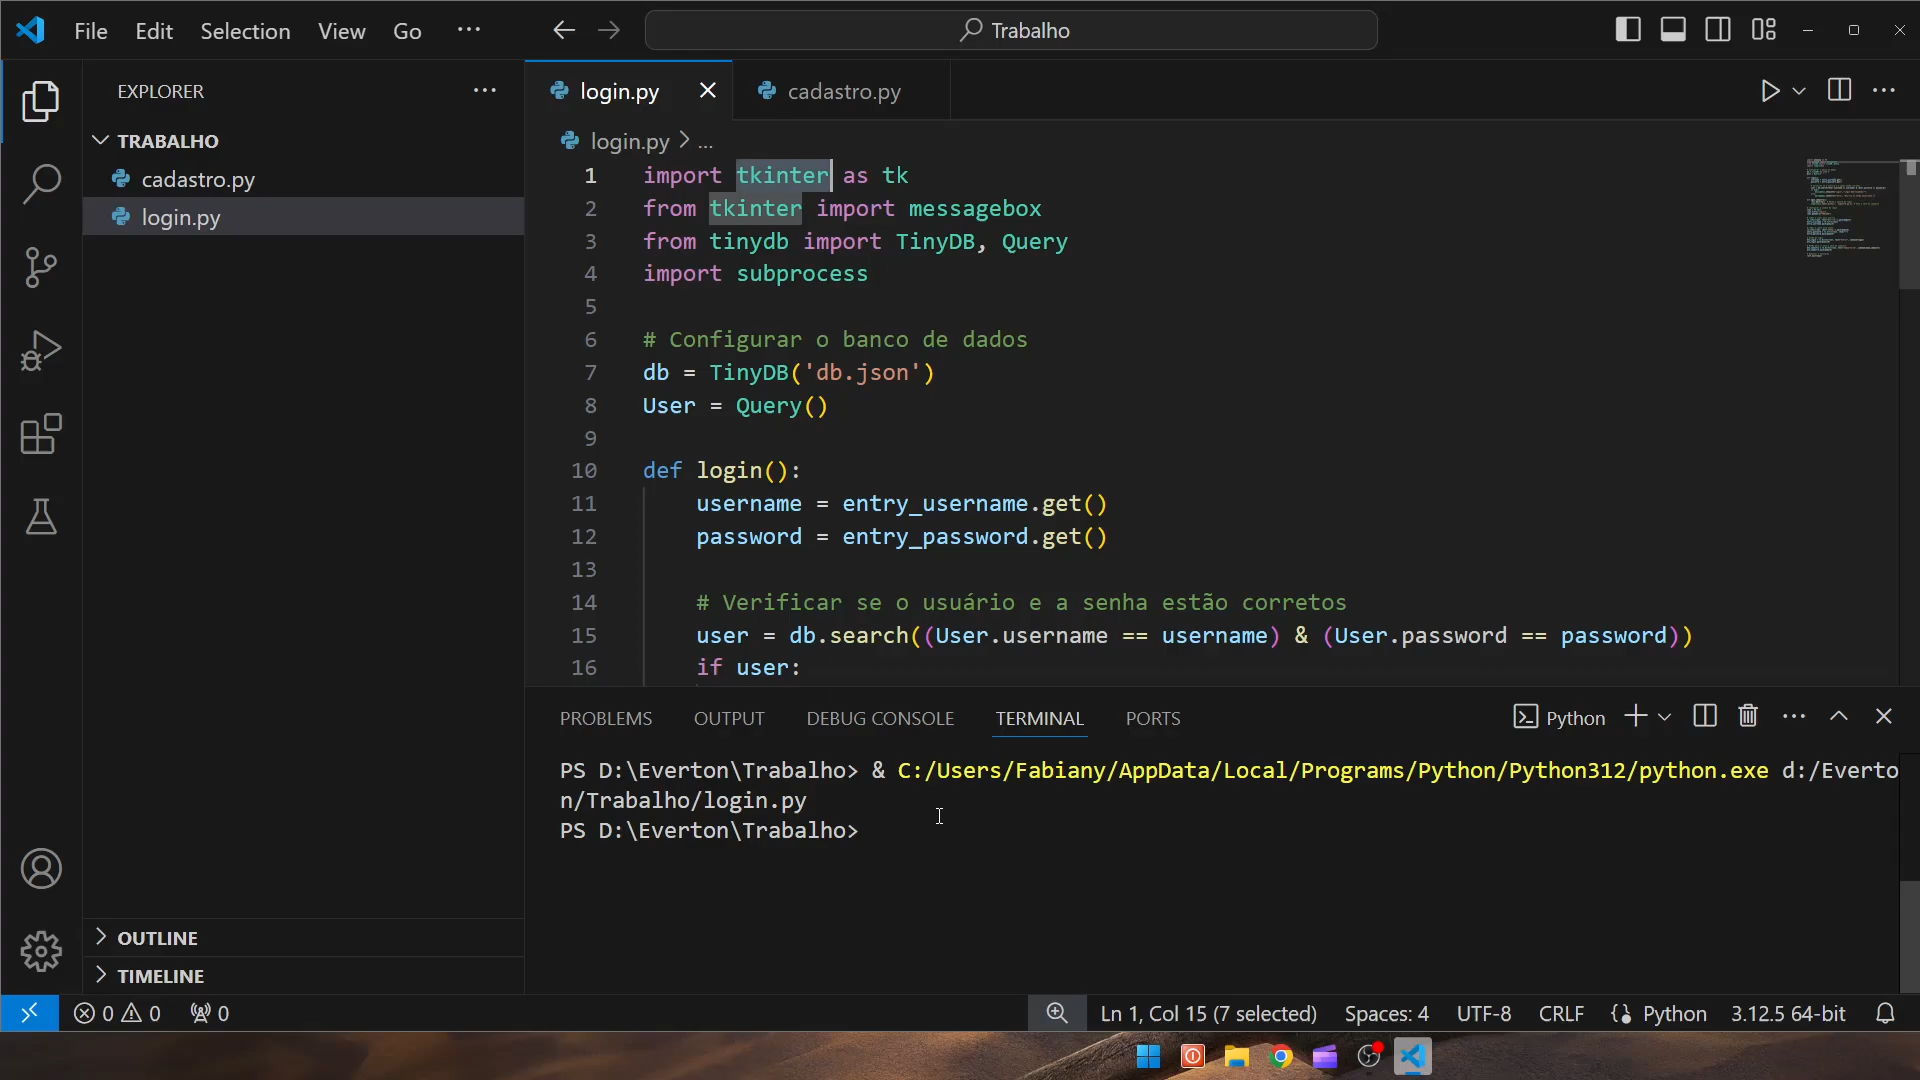 File Edit Selection View Go ...
Trabalho
EXPLORER ...
TRABALHO
cadastro.py
login.py
OUTLINE
TIMELINE
login.py
cadastro.py
login.py > ...
1 import tkinter as tk
2 from tkinter import messagebox
3 from tinydb import TinyDB, Query
4 import subprocess
5
6 # Configurar o banco de dados
7 db = TinyDB('db.json')
8 User = Query()
9
10 def login():
11 username = entry_username.get()
12 password = entry_password.get()
13
14 # Verificar se o usuário e a senha estão corretos
15 user = db.search((User.username == username) & (User.password == password))
16 if user:
PROBLEMS OUTPUT DEBUG CONSOLE TERMINAL PORTS
Python
PS D:\Everton\Trabalho> & C:/Users/Fabiany/AppData/Local/Programs/Python/Python312/python.exe d:/Everto
n/Trabalho/login.py
PS D:\Everton\Trabalho>
0 0 0
Ln 1, Col 15 (7 selected) Spaces: 4 UTF-8 CRLF Python 3.12.5 64-bit